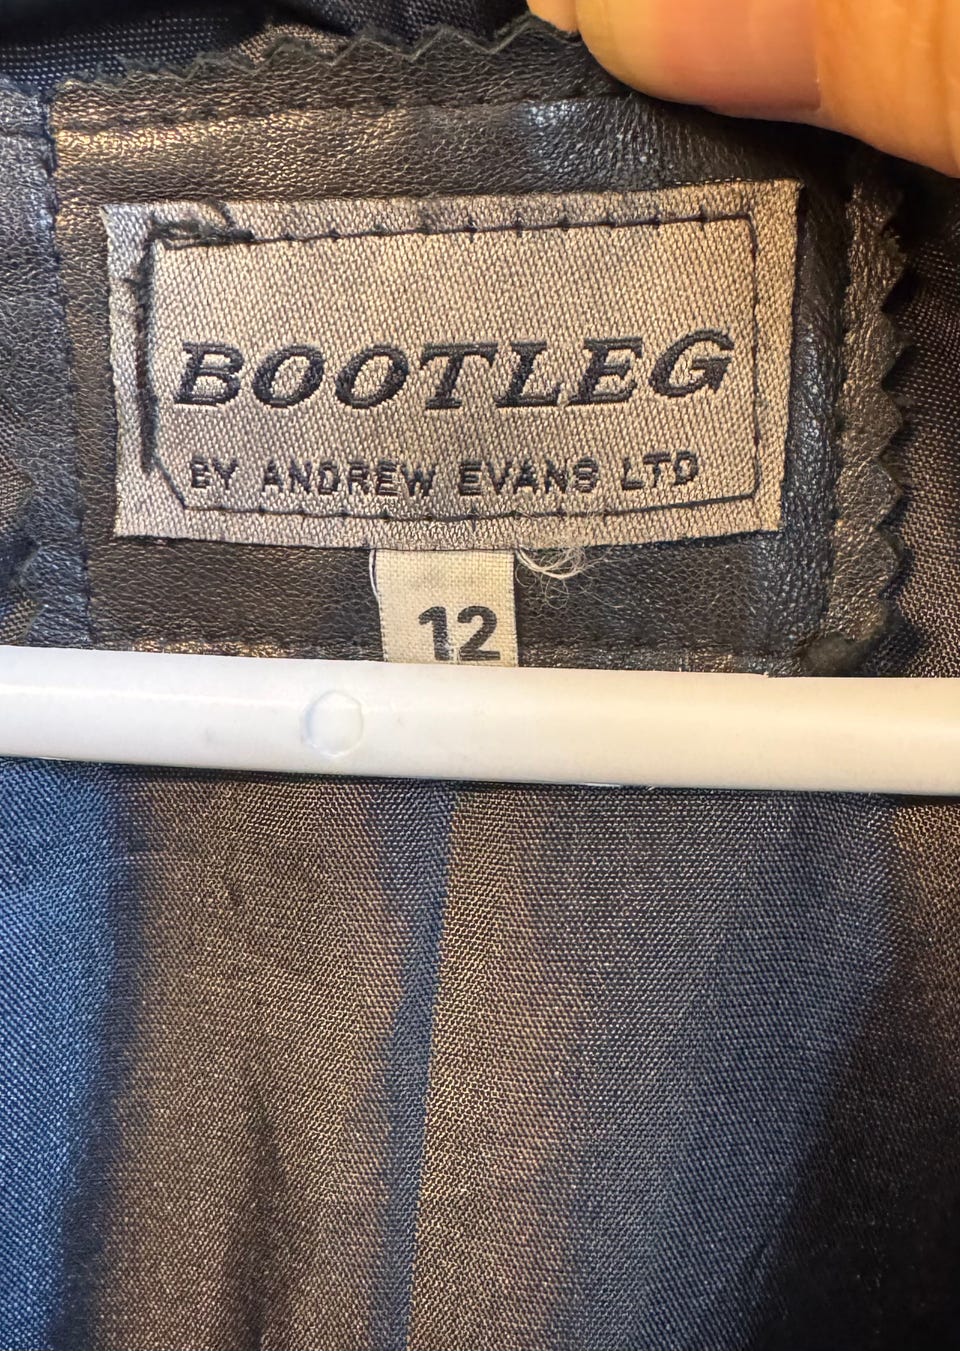 BOOTLEG
BY ANDREW EVANS LTD
12